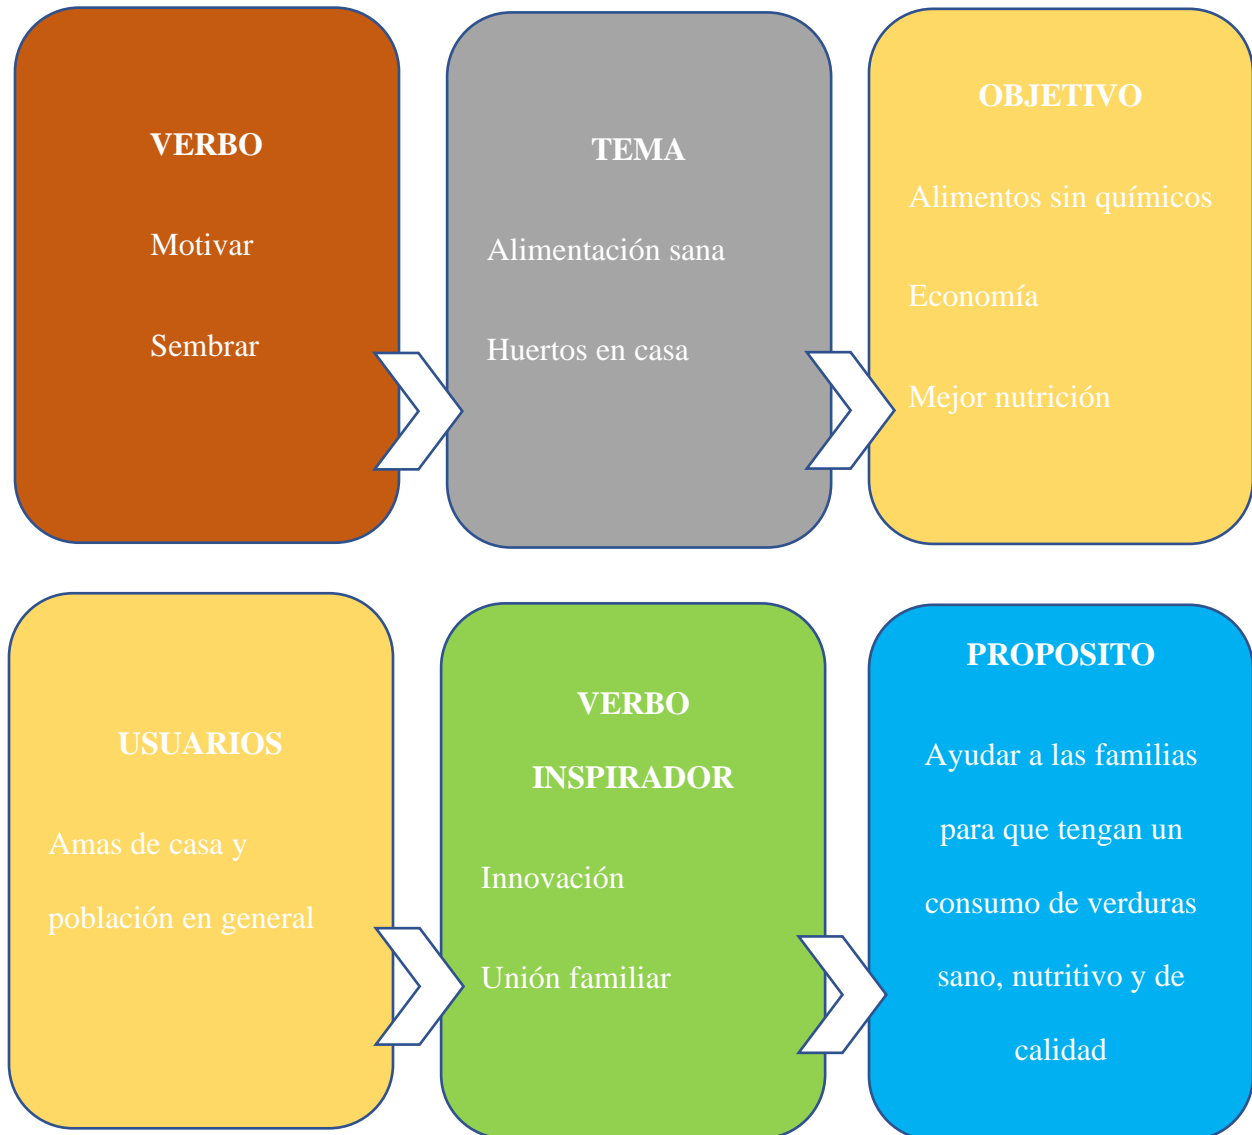 VERBO
Motivar
Sembrar
TEMA
Alimentación sana
Huertos en casa
OBJETIVO
Alimentos sin químicos
Economía
Mejor nutrición
USUARIOS
Amas de casa y
población en general
VERBO
INSPIRADOR
Innovación
Unión familiar
PROPOSITO
Ayudar a las familias
para que tengan un
consumo de verduras
sano, nutritivo y de
calidad